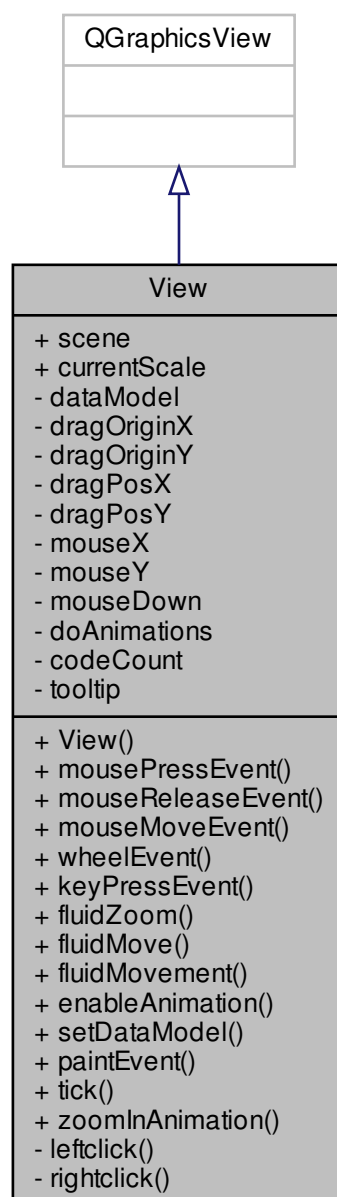 QGraphicsView
View
+ scene
+ currentScale
- dataModel
- dragOriginX
- dragOriginY
- dragPosX
- dragPosY
- mouseX
- mouseY
- mouseDown
- doAnimations
- codeCount
- tooltip
+ View()
+ mousePressEvent()
+ mouseReleaseEvent()
+ mouseMoveEvent()
+ wheelEvent()
+ keyPressEvent()
+ fluidZoom()
+ fluidMove()
+ fluidMovement()
+ enableAnimation()
+ setDataModel()
+ paintEvent()
+ tick()
+ zoomInAnimation()
- leftclick()
- rightclick()